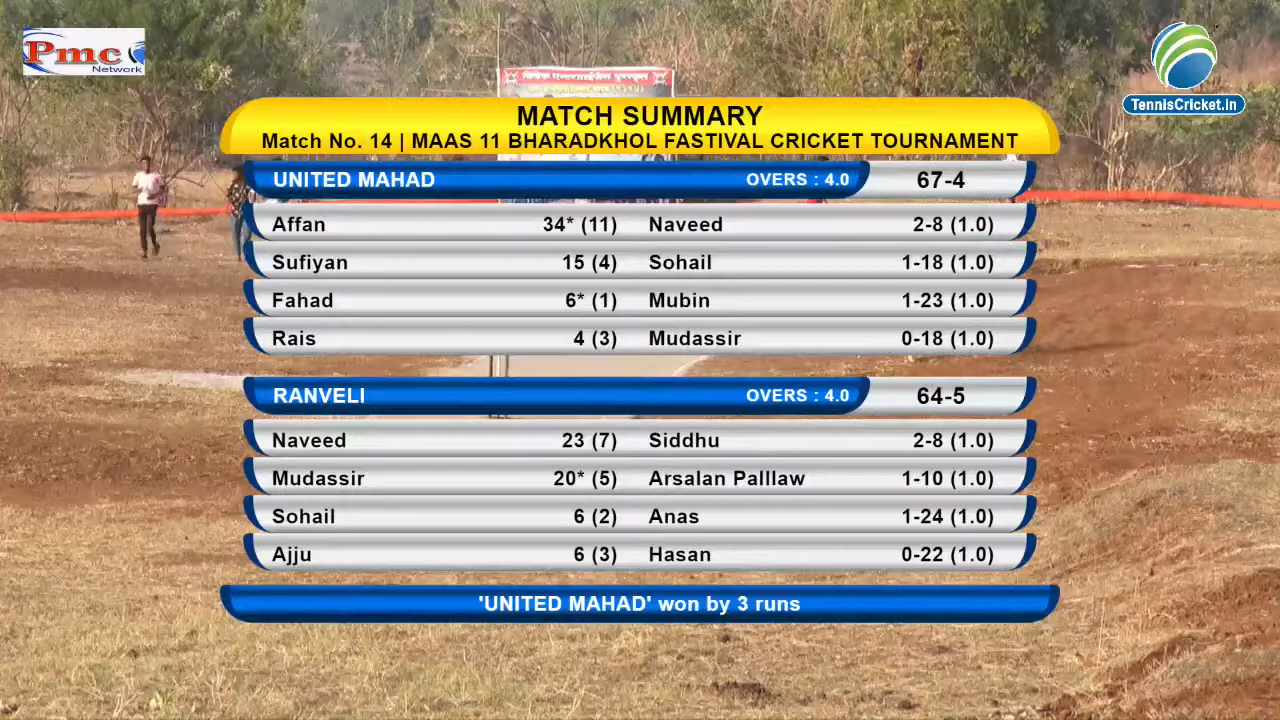 Pmc
Network
TennisCricket.in
MATCH SUMMARY
Match No. 14 | MAAS 11 BHARADKHOL FASTIVAL CRICKET TOURNAMENT
UNITED MAHAD OVERS : 4.0 67-4
Affan 34* (11) Naveed 2-8 (1.0)
Sufiyan 15 (4) Sohail 1-18 (1.0)
Fahad 6* (1) Mubin 1-23 (1.0)
Rais 4 (3) Mudassir 0-18 (1.0)
RANVELI OVERS : 4.0 64-5
Naveed 23 (7) Siddhu 2-8 (1.0)
Mudassir 20* (5) Arsalan Palllaw 1-10 (1.0)
Sohail 6 (2) Anas 1-24 (1.0)
Ajju 6 (3) Hasan 0-22 (1.0)
'UNITED MAHAD' won by 3 runs